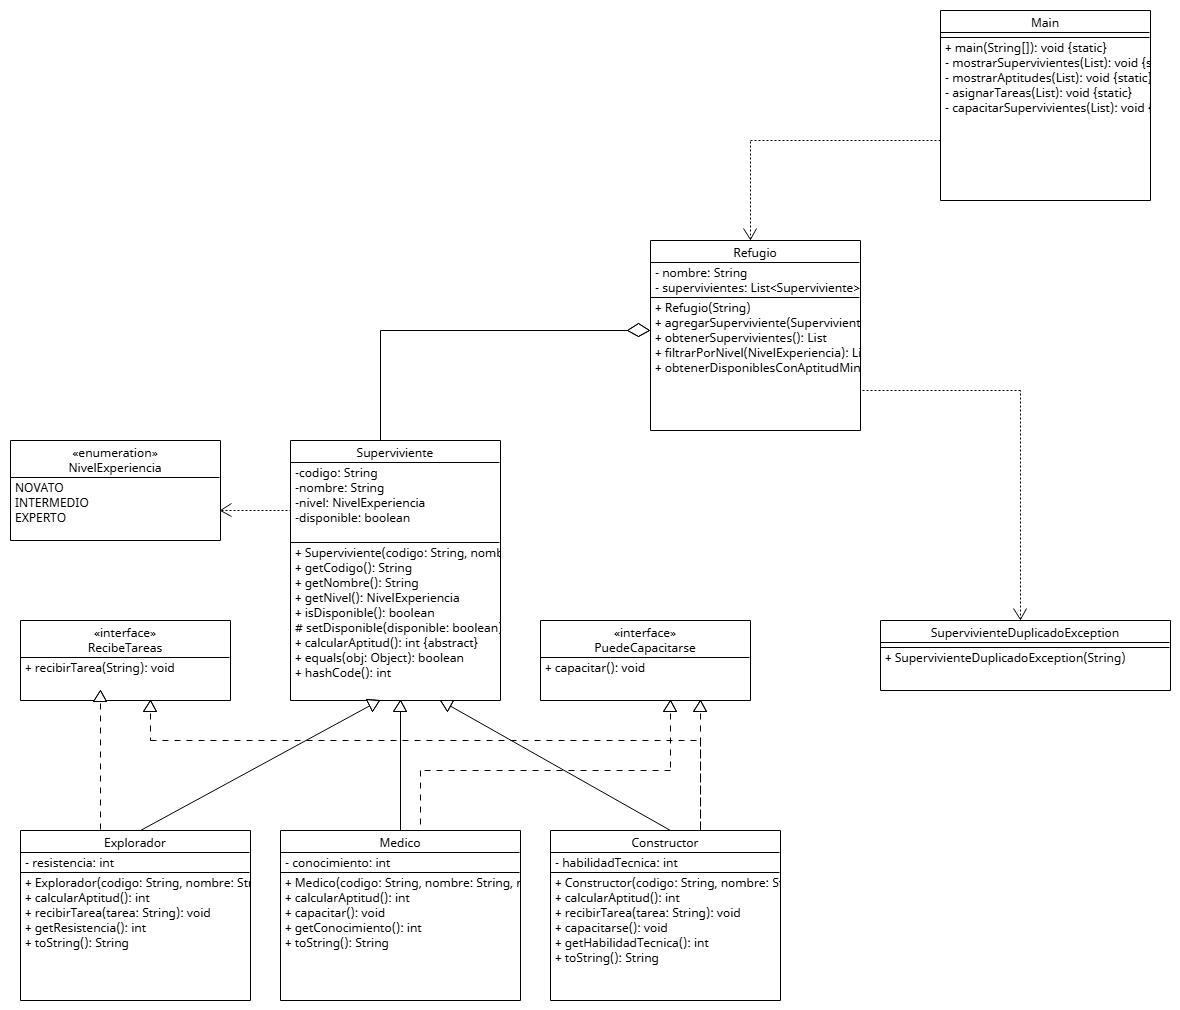 Main
+ main(String[]): void {static}
- mostrarSupervivientes(List): void {s
- mostrarAptitudes(List): void {static}
- asignarTareas(List): void {static}
- capacitarSupervivientes(List): void {
Refugio
- nombre: String
- supervivientes: List<Superviviente>
+ Refugio(String)
+ agregarSuperviviente(Supervivient
+ obtenerSupervivientes(): List
+ filtrarPorNivel(NivelExperiencia): Li
+ obtenerDisponiblesConAptitudMin
«enumeration»
NivelExperiencia
NOVATO
INTERMEDIO
EXPERTO
Superviviente
-codigo: String
-nombre: String
-nivel: NivelExperiencia
-disponible: boolean
+ Superviviente(codigo: String, nomb
+ getCodigo(): String
+ getNombre(): String
+ getNivel(): NivelExperiencia
+ isDisponible(): boolean
# setDisponible(disponible: boolean)
+ calcularAptitud(): int {abstract}
+ equals(obj: Object): boolean
+ hashCode(): int
«interface»
RecibeTareas
+ recibirTarea(String): void
«interface»
PuedeCapacitarse
+ capacitar(): void
SupervivienteDuplicadoException
+ SupervivienteDuplicadoException(String)
Explorador
- resistencia: int
+ Explorador(codigo: String, nombre: Str
+ calcularAptitud(): int
+ recibirTarea(tarea: String): void
+ getResistencia(): int
+ toString(): String
Medico
- conocimiento: int
+ Medico(codigo: String, nombre: String, n
+ calcularAptitud(): int
+ capacitar(): void
+ getConocimiento(): int
+ toString(): String
Constructor
- habilidadTecnica: int
+ Constructor(codigo: String, nombre: St
+ calcularAptitud(): int
+ recibirTarea(tarea: String): void
+ capacitarse(): void
+ getHabilidadTecnica(): int
+ toString(): String